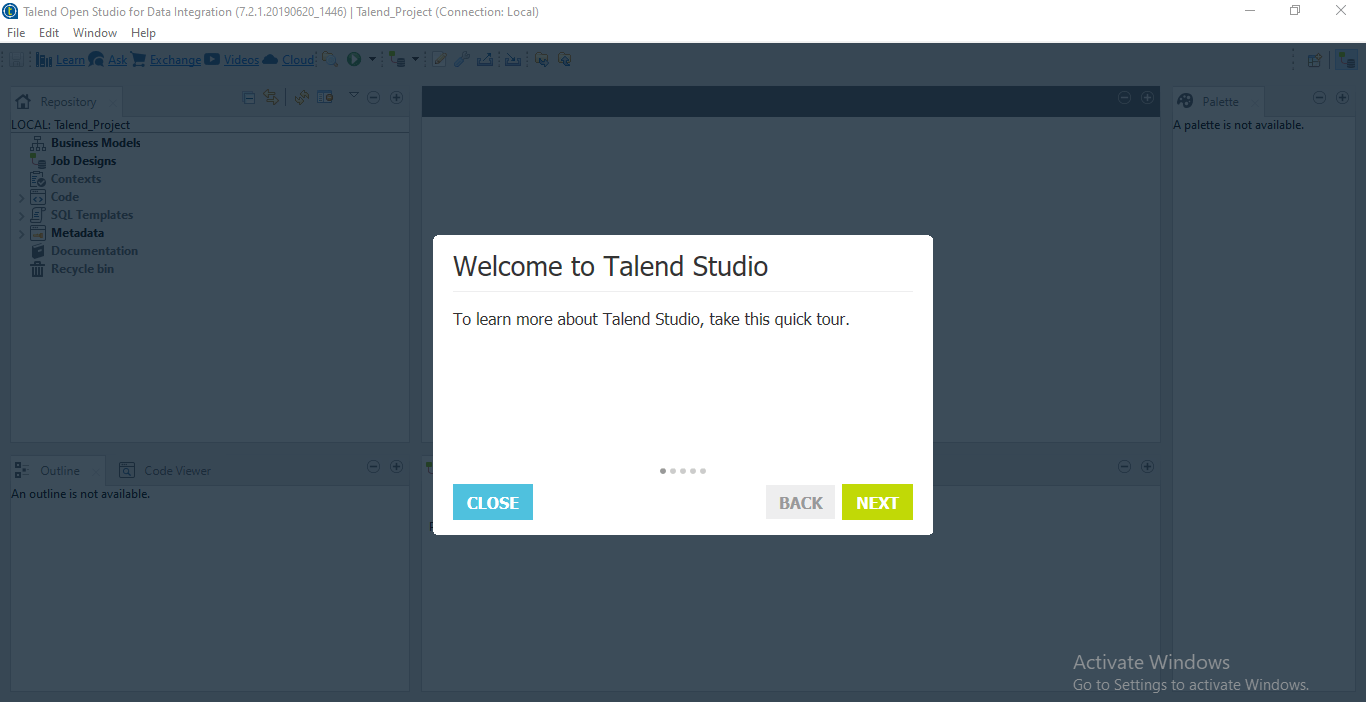 Talend Open Studio for Data Integration (7.2.1.20190620_1446) | Talend_Project (Connection: Local)
File Edit Window Help
Learn Ask Exchange Videos Cloud
Repository
LOCAL: Talend_Project
Business Models
Job Designs
Contexts
Code
SQL Templates
Metadata
Documentation
Recycle bin
Palette
A palette is not available.
Welcome to Talend Studio
To learn more about Talend Studio, take this quick tour.
CLOSE BACK NEXT
Outline Code Viewer
An outline is not available.
Activate Windows
Go to Settings to activate Windows.